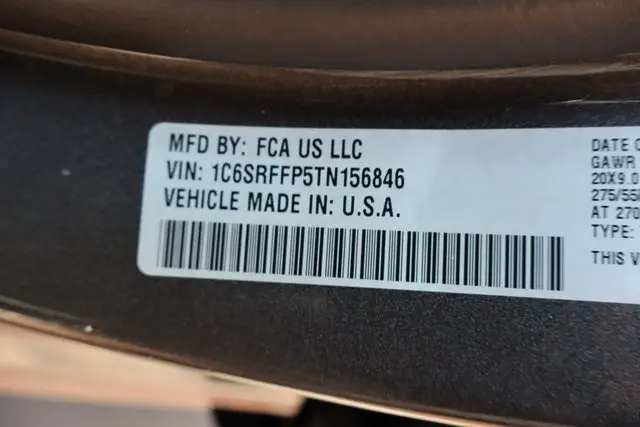 MFD BY: FCA US LLC
VIN: 1C6SRFFP5TN156846
VEHICLE MADE IN: U.S.A.
DATE O
GAWR
20X9.0
275/55
AT 270
TYPE:
THIS V